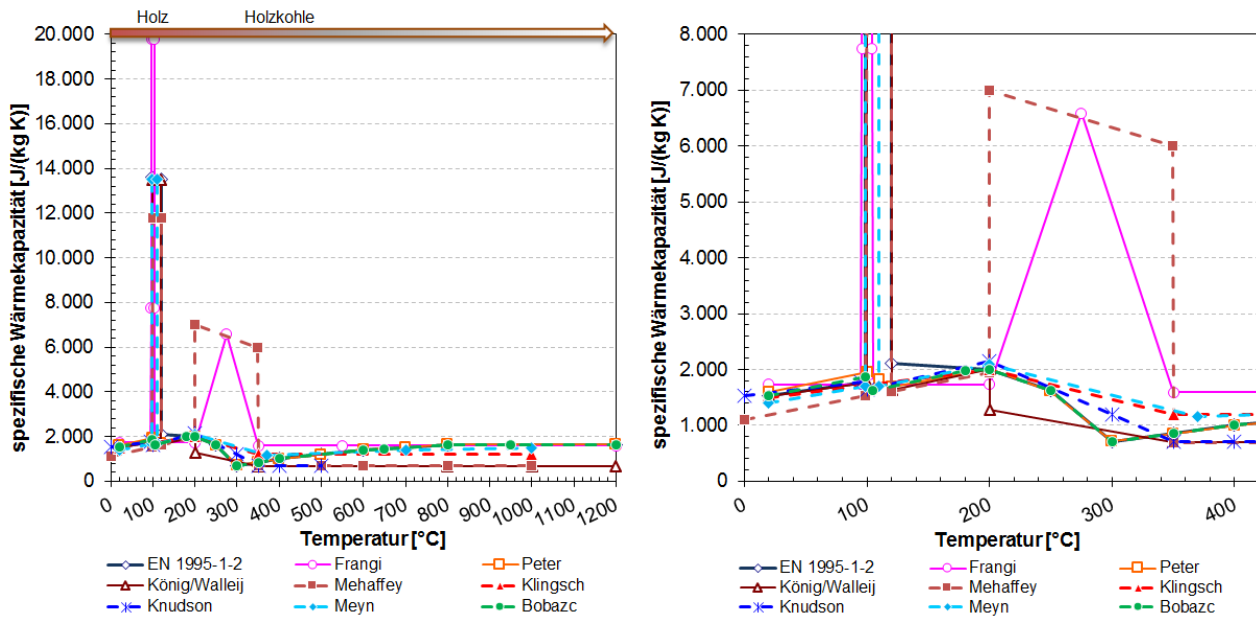 Holz Holzkohle
spezifische Wärmekapazität [J/(kg K)]
20.000
18.000
16.000
14.000
12.000
10.000
8.000
6.000
4.000
2.000
0
0 100 200 300 400 500 600 700 800 900 1000 1100 1200
Temperatur [°C]
EN 1995-1-2 Frangi Peter
König/Walleij Mehaffey Klingsch
Knudson Meyn Bobazc
spezifische Wärmekapazität [J/(kg K)]
8.000
7.000
6.000
5.000
4.000
3.000
2.000
1.000
0
0 100 200 300 400
Temperatur [°C]
EN 1995-1-2 Frangi Peter
König/Walleij Mehaffey Klingsch
Knudson Meyn Bobazc